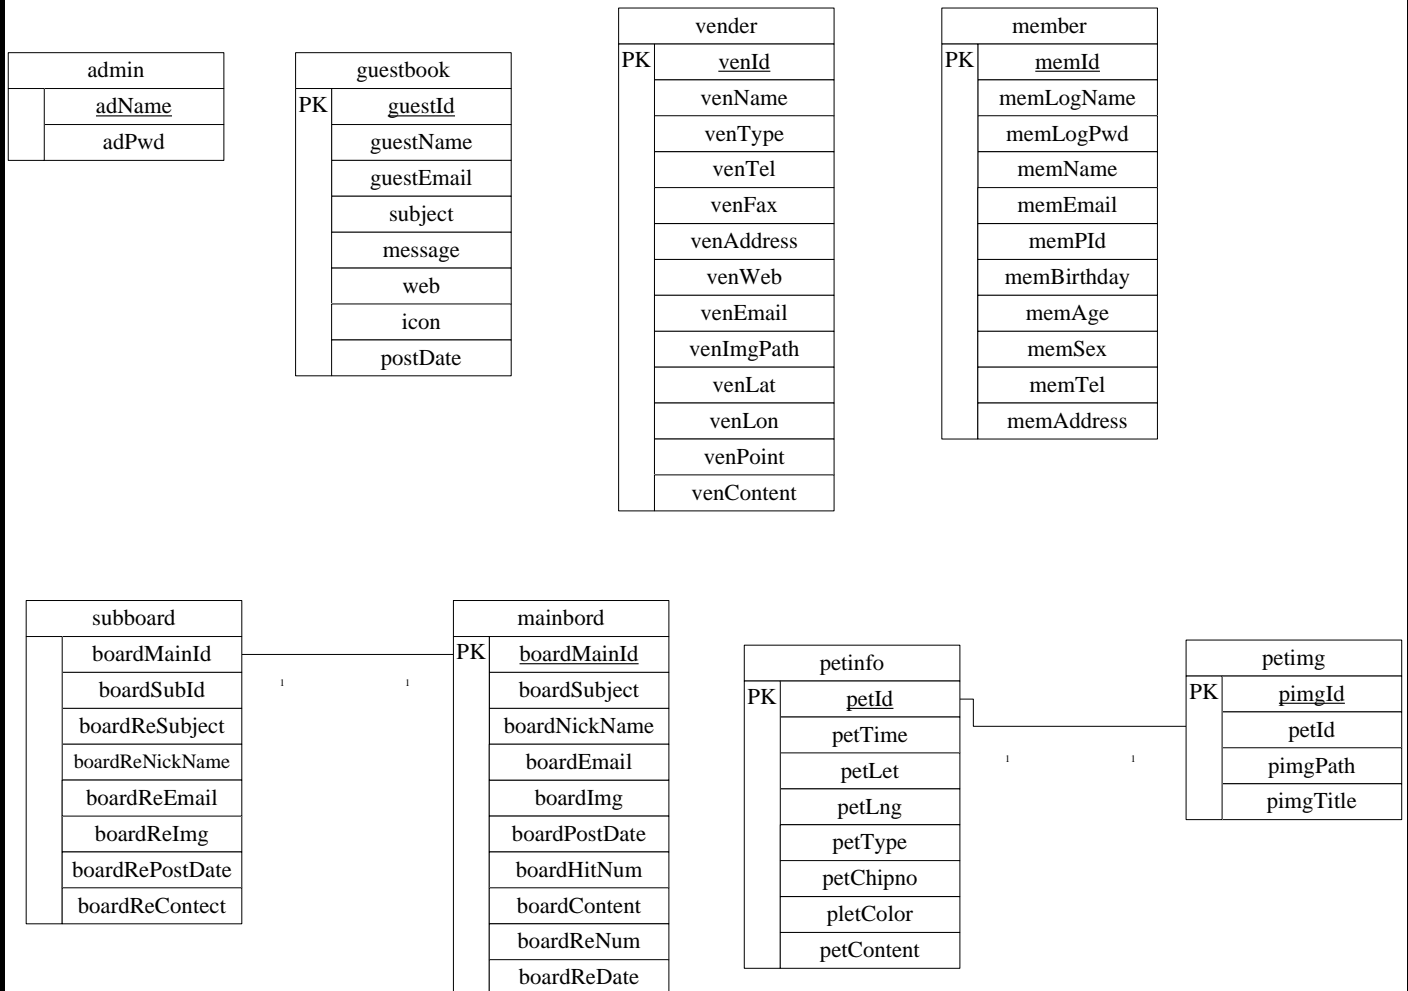 admin
adName
adPwd
guestbook
PK guestId
guestName
guestEmail
subject
message
web
icon
postDate
vender
PK venId
venName
venType
venTel
venFax
venAddress
venWeb
venEmail
venImgPath
venLat
venLon
venPoint
venContent
member
PK memId
memLogName
memLogPwd
memName
memEmail
memPId
memBirthday
memAge
memSex
memTel
memAddress
subboard
boardMainId
boardSubId
boardReSubject
boardReNickName
boardReEmail
boardReImg
boardRePostDate
boardReContect
1
1
mainbord
PK boardMainId
boardSubject
boardNickName
boardEmail
boardImg
boardPostDate
boardHitNum
boardContent
boardReNum
boardReDate
petinfo
PK petId
petTime
petLet
petLng
petType
petChipno
pletColor
petContent
1
1
petimg
PK pimgId
petId
pimgPath
pimgTitle